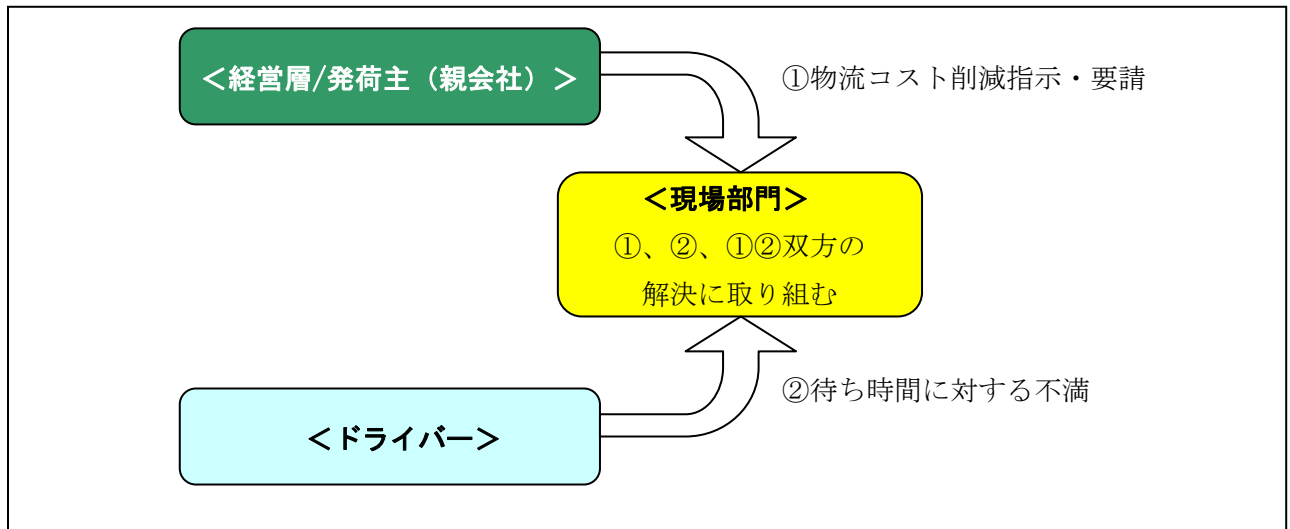 ＜経営層/発荷主（親会社）＞
①物流コスト削減指示・要請
＜現場部門＞
①、②、①②双方の
解決に取り組む
②待ち時間に対する不満
＜ドライバー＞